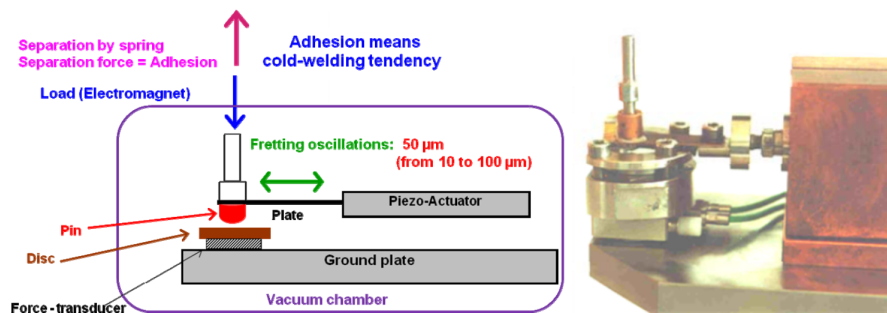 Separation by spring
Separation force = Adhesion
Adhesion means
cold-welding tendency
Load (Electromagnet)
Fretting oscillations: 50 µm
(from 10 to 100 µm)
Piezo-Actuator
Plate
Pin
Disc
Ground plate
Force-transducer
Vacuum chamber